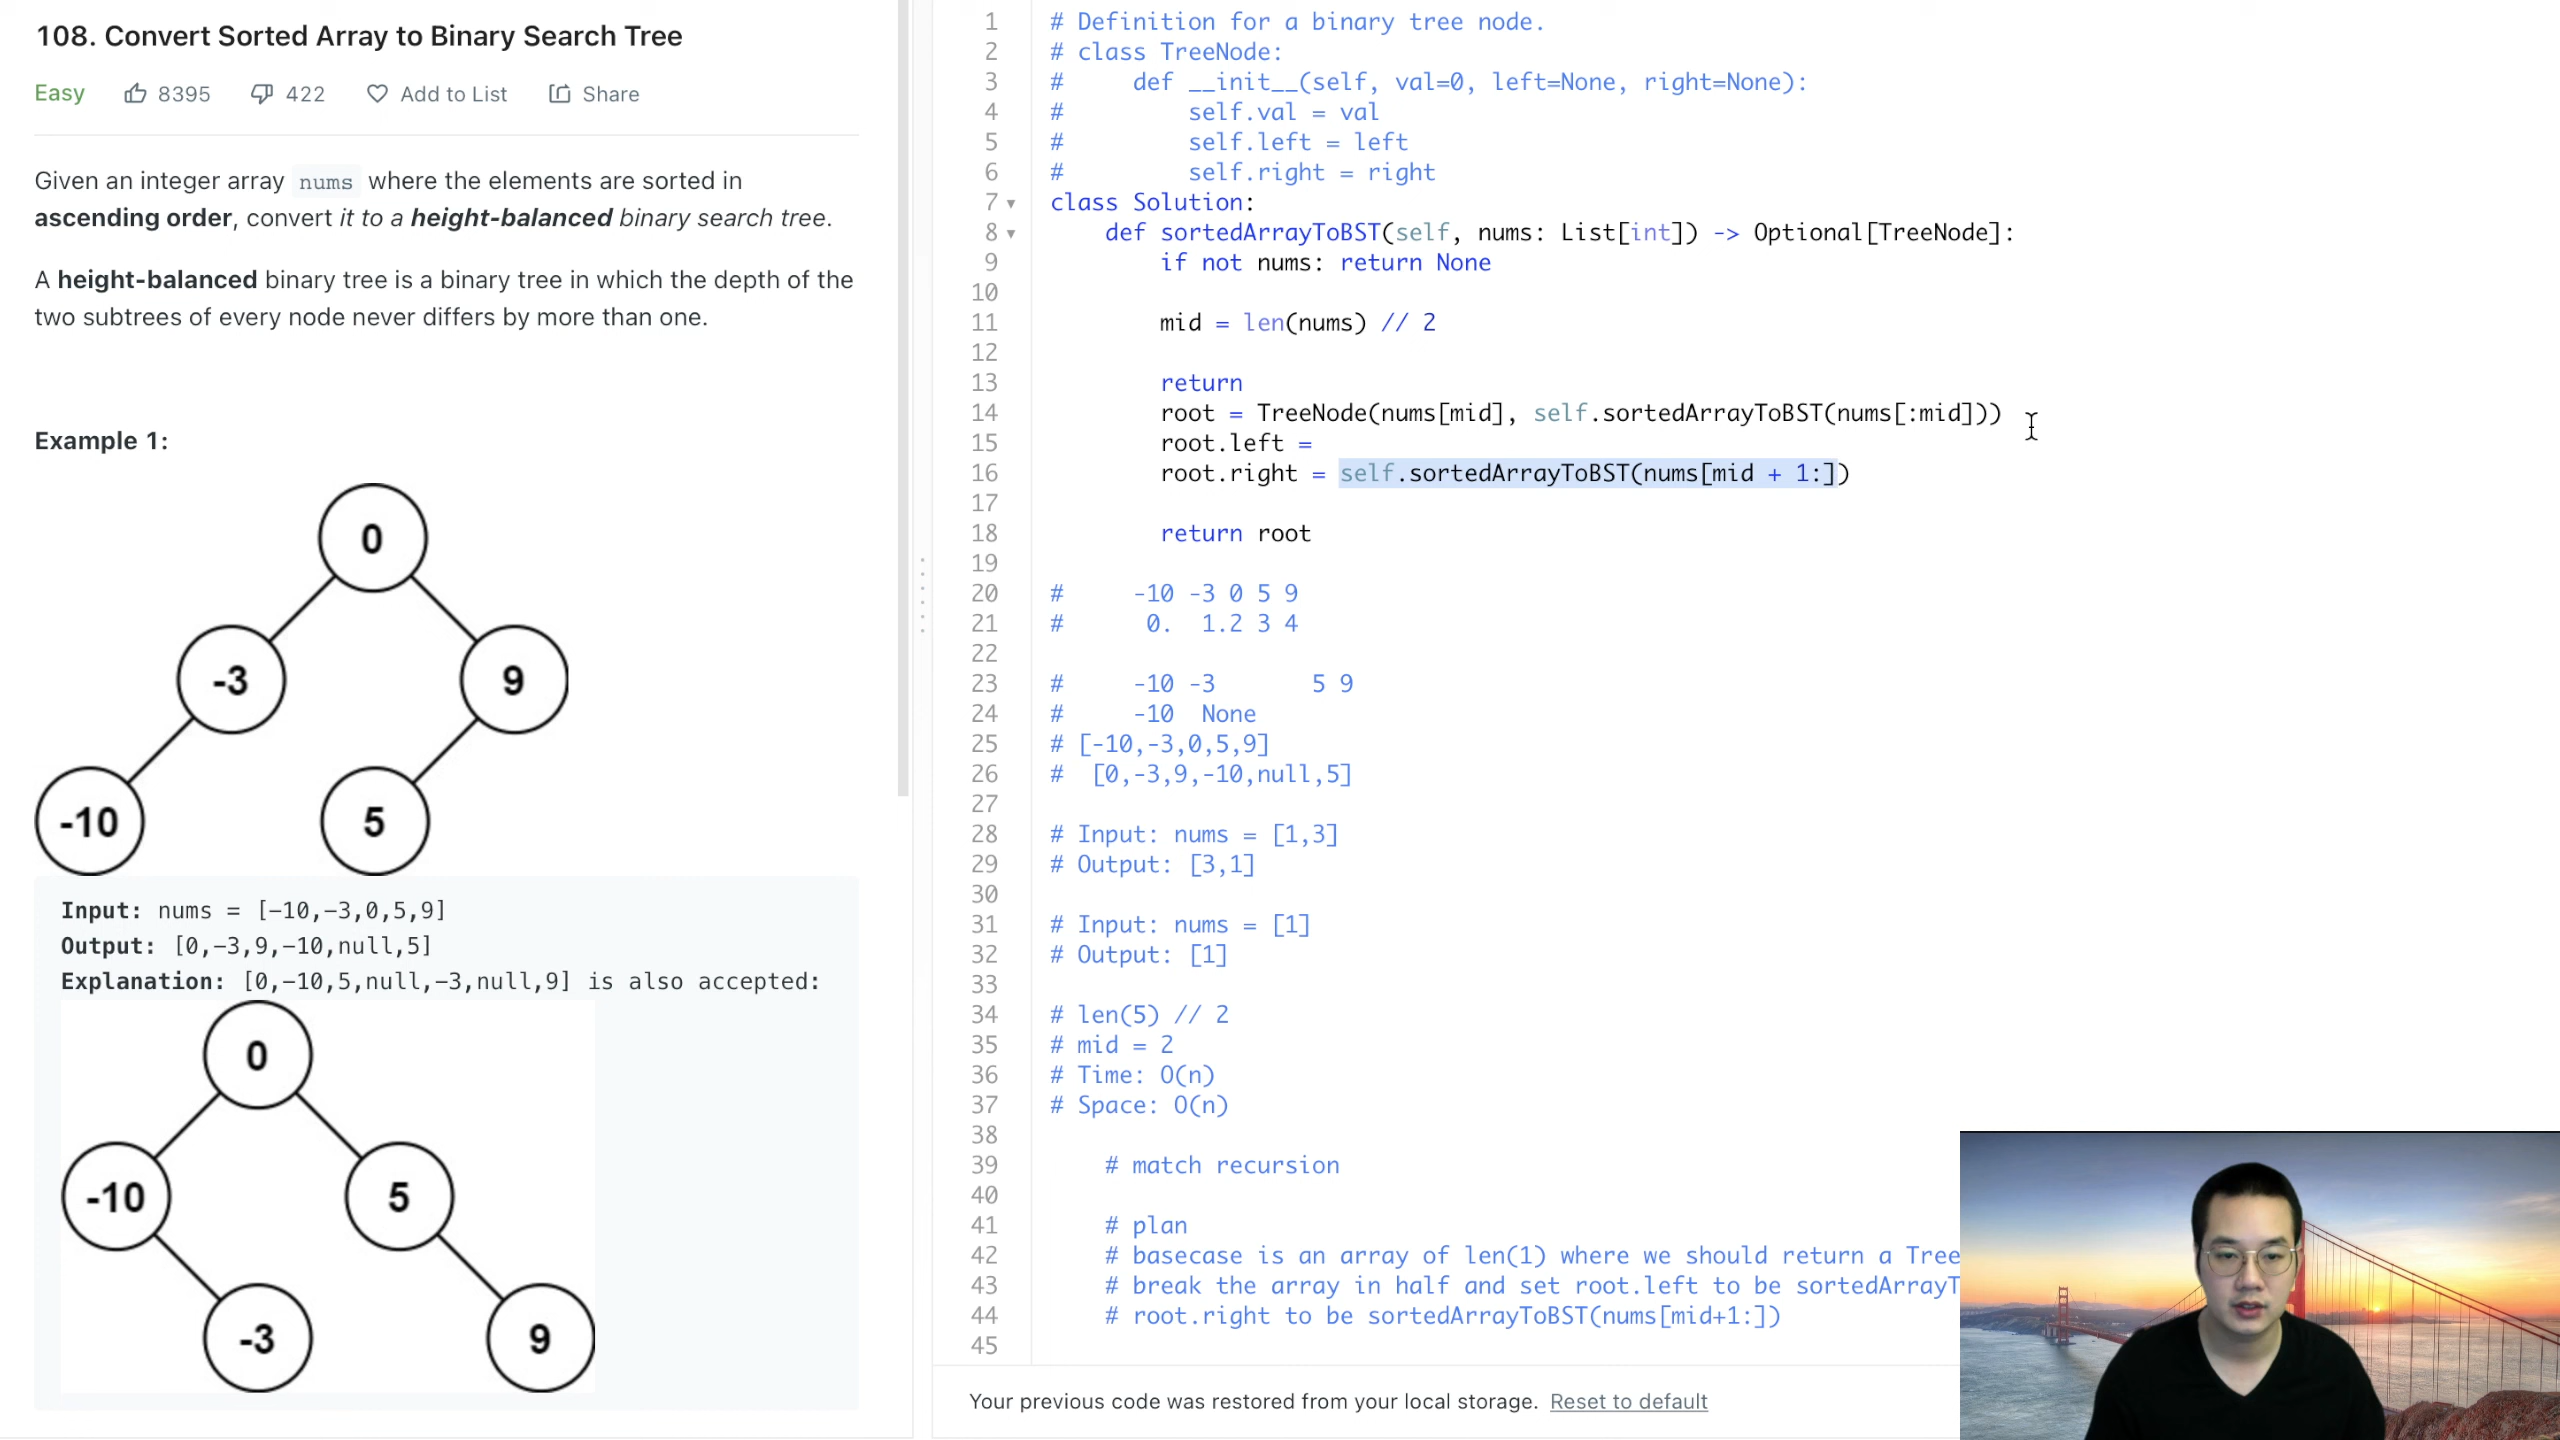 108. Convert Sorted Array to Binary Search Tree
Easy 8395 422 Add to List Share
Given an integer array nums where the elements are sorted in
ascending order, convert it to a height-balanced binary search tree.
A height-balanced binary tree is a binary tree in which the depth of the
two subtrees of every node never differs by more than one.
Example 1:
0
-3 9
-10 5
Input: nums = [-10,-3,0,5,9]
Output: [0,-3,9,-10,null,5]
Explanation: [0,-10,5,null,-3,null,9] is also accepted:
0
-10 5
-3 9
1 # Definition for a binary tree node.
2 # class TreeNode:
3 #     def __init__(self, val=0, left=None, right=None):
4 #         self.val = val
5 #         self.left = left
6 #         self.right = right
7 class Solution:
8     def sortedArrayToBST(self, nums: List[int]) -> Optional[TreeNode]:
9         if not nums: return None
10
11         mid = len(nums) // 2
12
13         return
14         root = TreeNode(nums[mid], self.sortedArrayToBST(nums[:mid]))
15         root.left =
16         root.right = self.sortedArrayToBST(nums[mid + 1:])
17
18         return root
19
20 #     -10 -3 0 5 9
21 #      0.  1.2 3 4
22
23 #     -10 -3       5 9
24 #     -10  None
25 # [-10,-3,0,5,9]
26 #  [0,-3,9,-10,null,5]
27
28 # Input: nums = [1,3]
29 # Output: [3,1]
30
31 # Input: nums = [1]
32 # Output: [1]
33
34 # len(5) // 2
35 # mid = 2
36 # Time: O(n)
37 # Space: O(n)
38
39     # match recursion
40
41     # plan
42     # basecase is an array of len(1) where we should return a Tree
43     # break the array in half and set root.left to be sortedArrayT
44     # root.right to be sortedArrayToBST(nums[mid+1:])
45
Your previous code was restored from your local storage. Reset to default